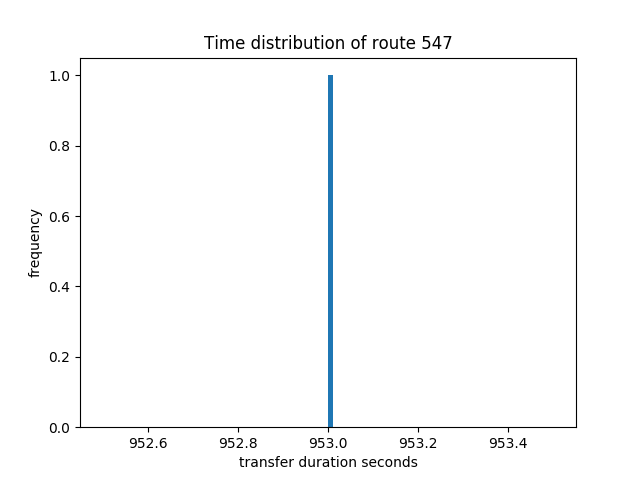 Time distribution of route 547
1.0
0.8
0.6
0.4
0.2
0.0
frequency
952.6 952.8 953.0 953.2 953.4
transfer duration seconds